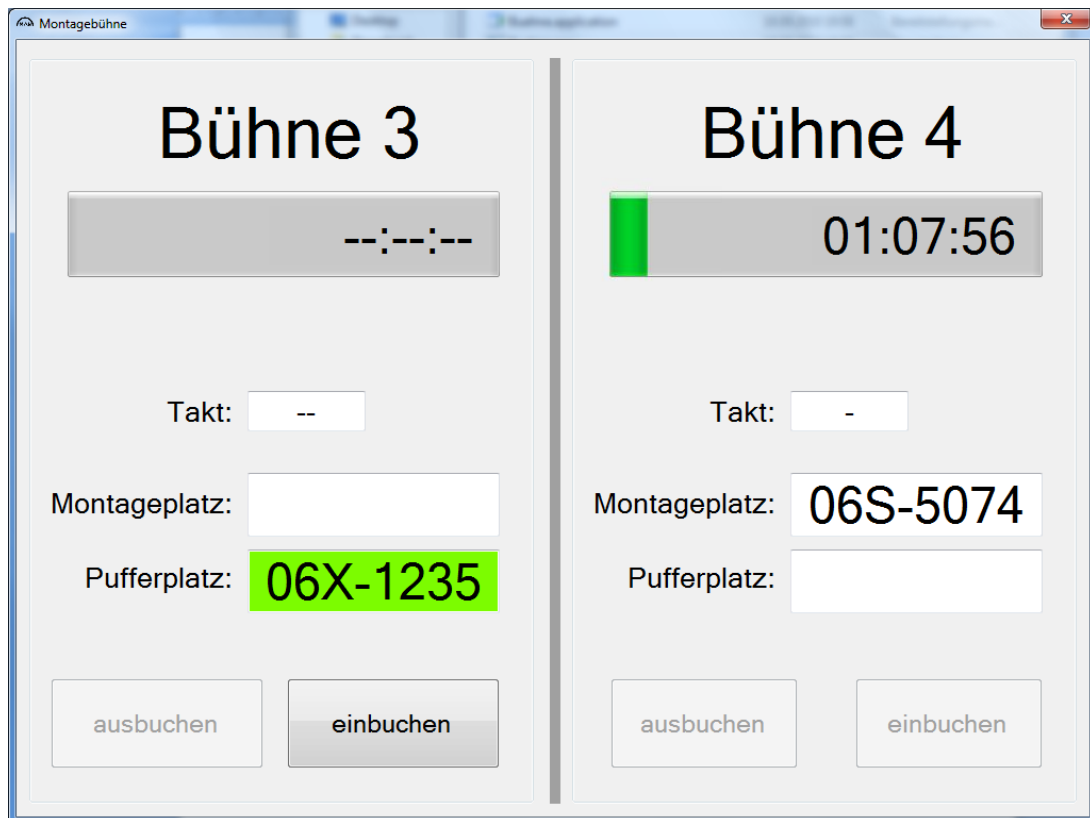 Montagebühne
Bühne 3
--:--:--
Takt: --
Montageplatz:
Pufferplatz: 06X-1235
ausbuchen einbuchen
Bühne 4
01:07:56
Takt: -
Montageplatz: 06S-5074
Pufferplatz:
ausbuchen einbuchen